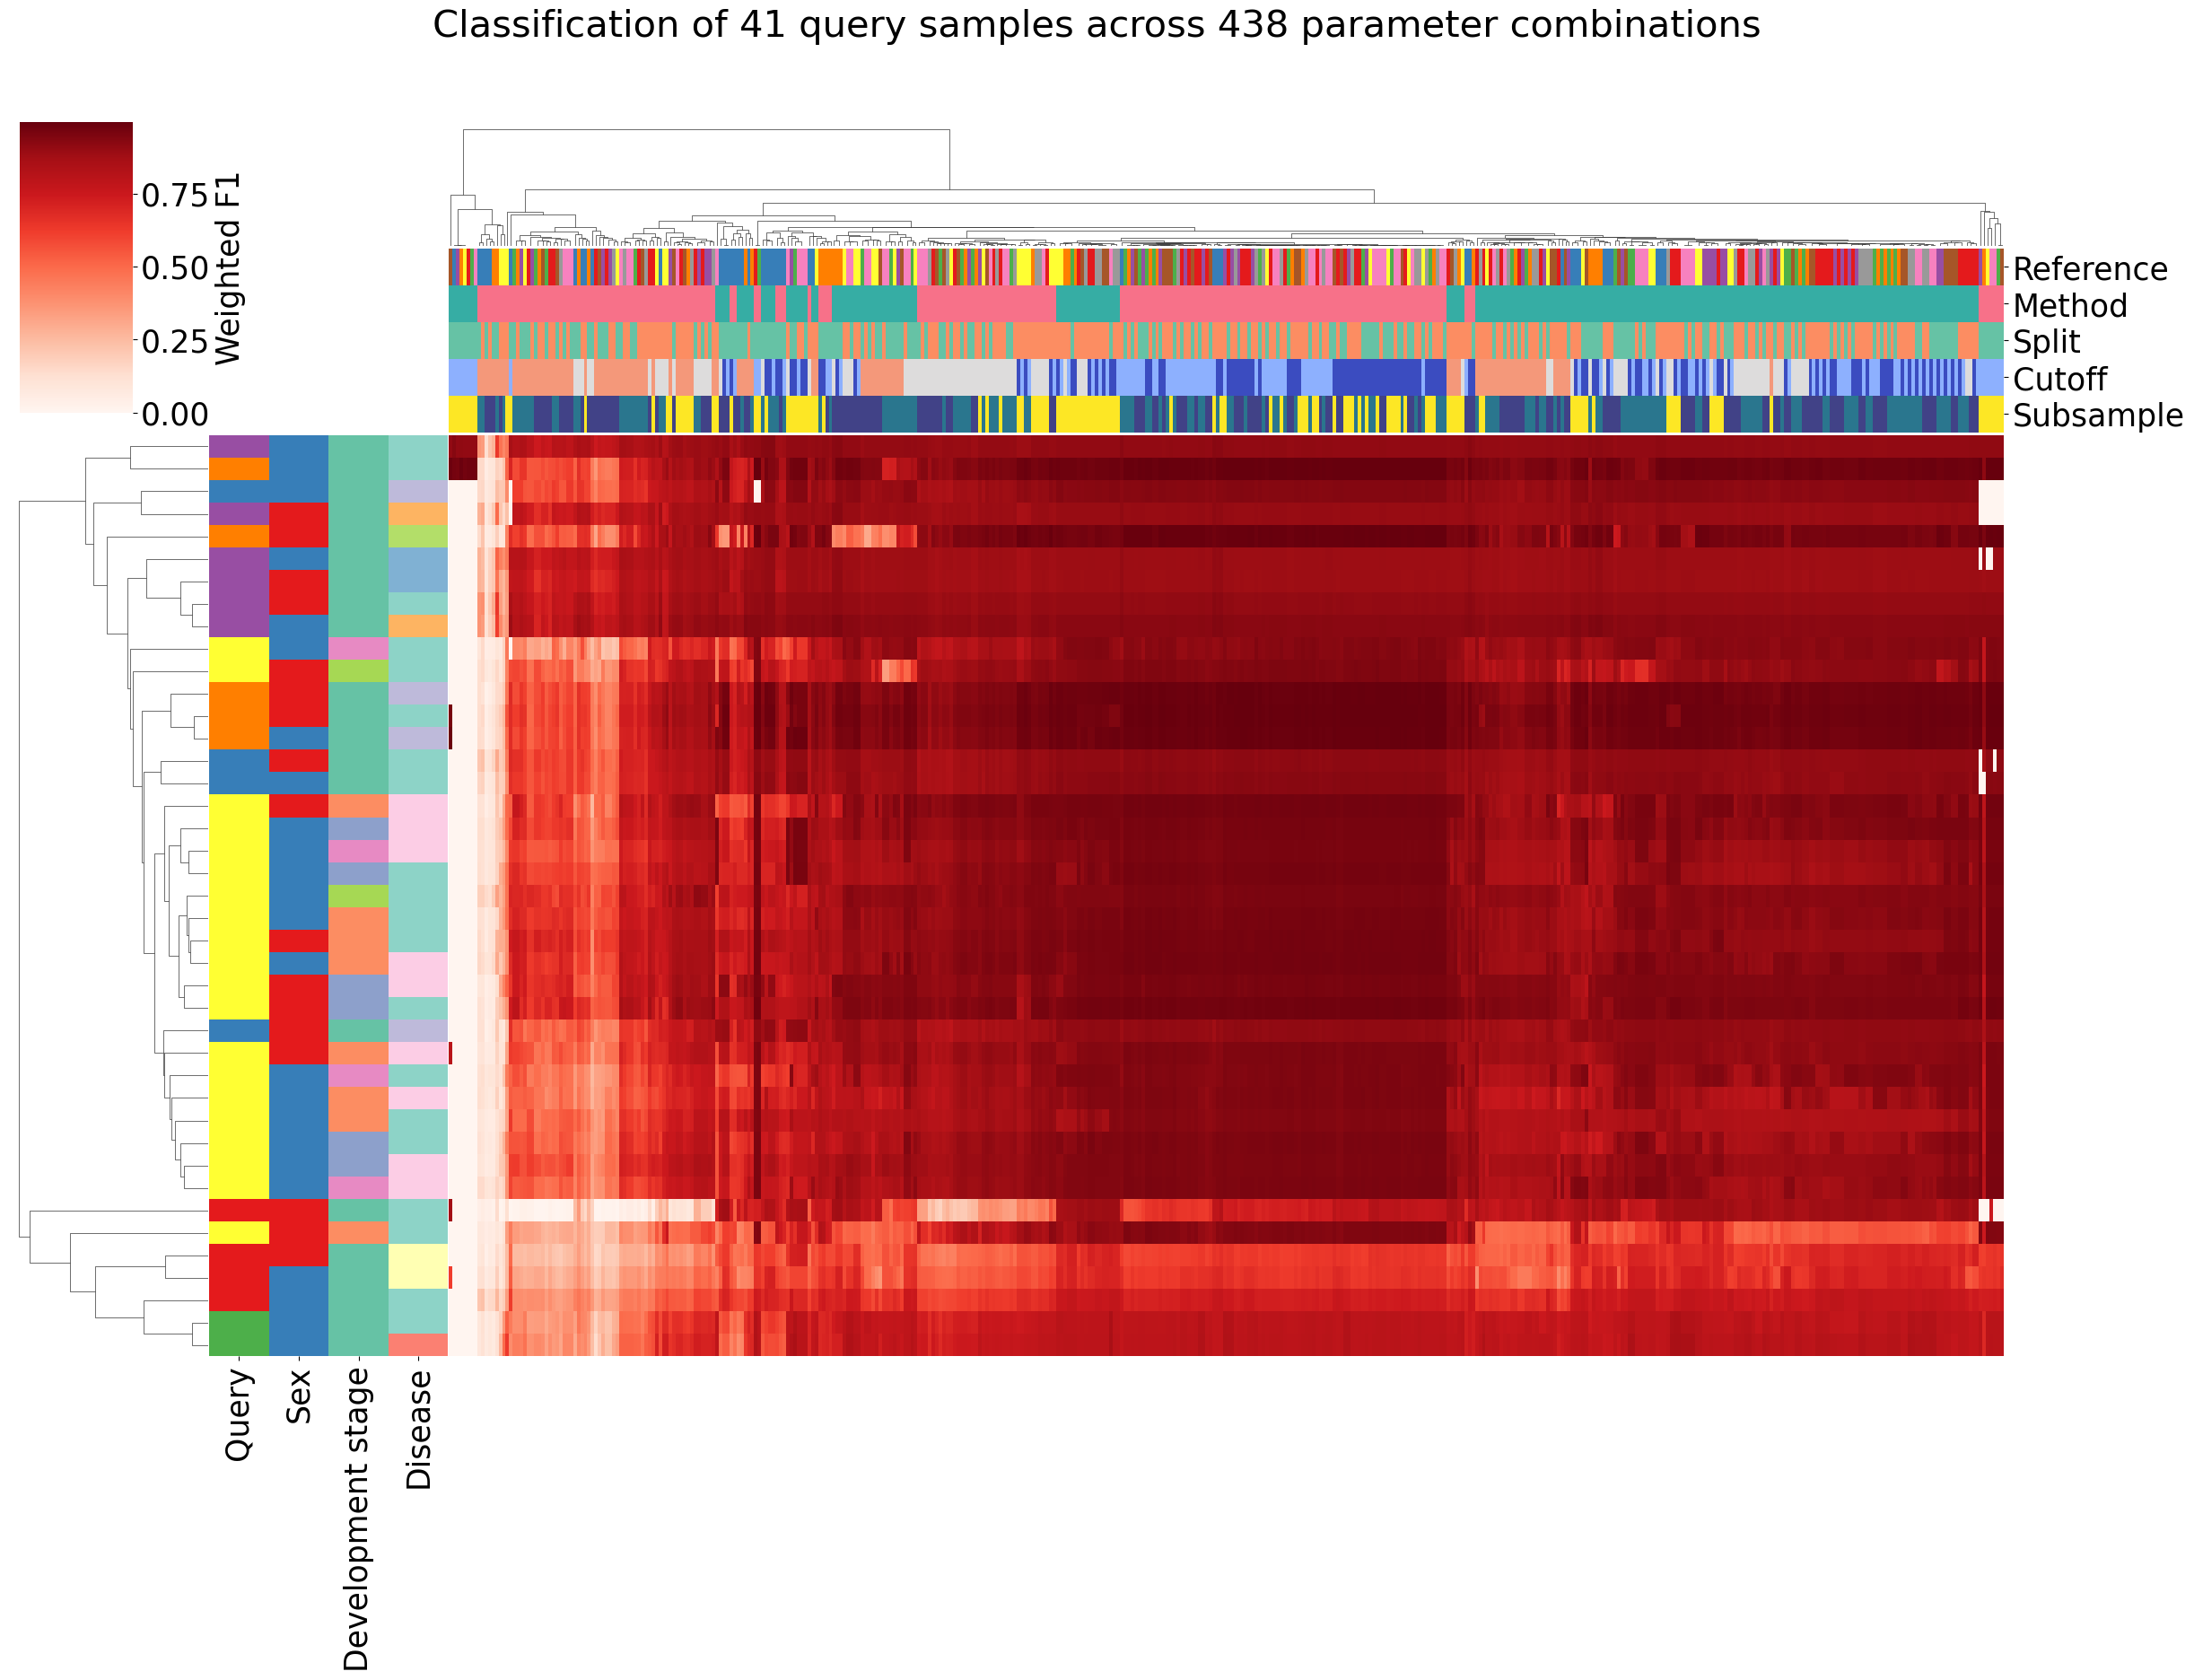 Classification of 41 query samples across 438 parameter combinations
0.75
0.50
0.25
0.00
Weighted F1
Reference
Method
Split
Cutoff
Subsample
Query
Sex
Development stage
Disease